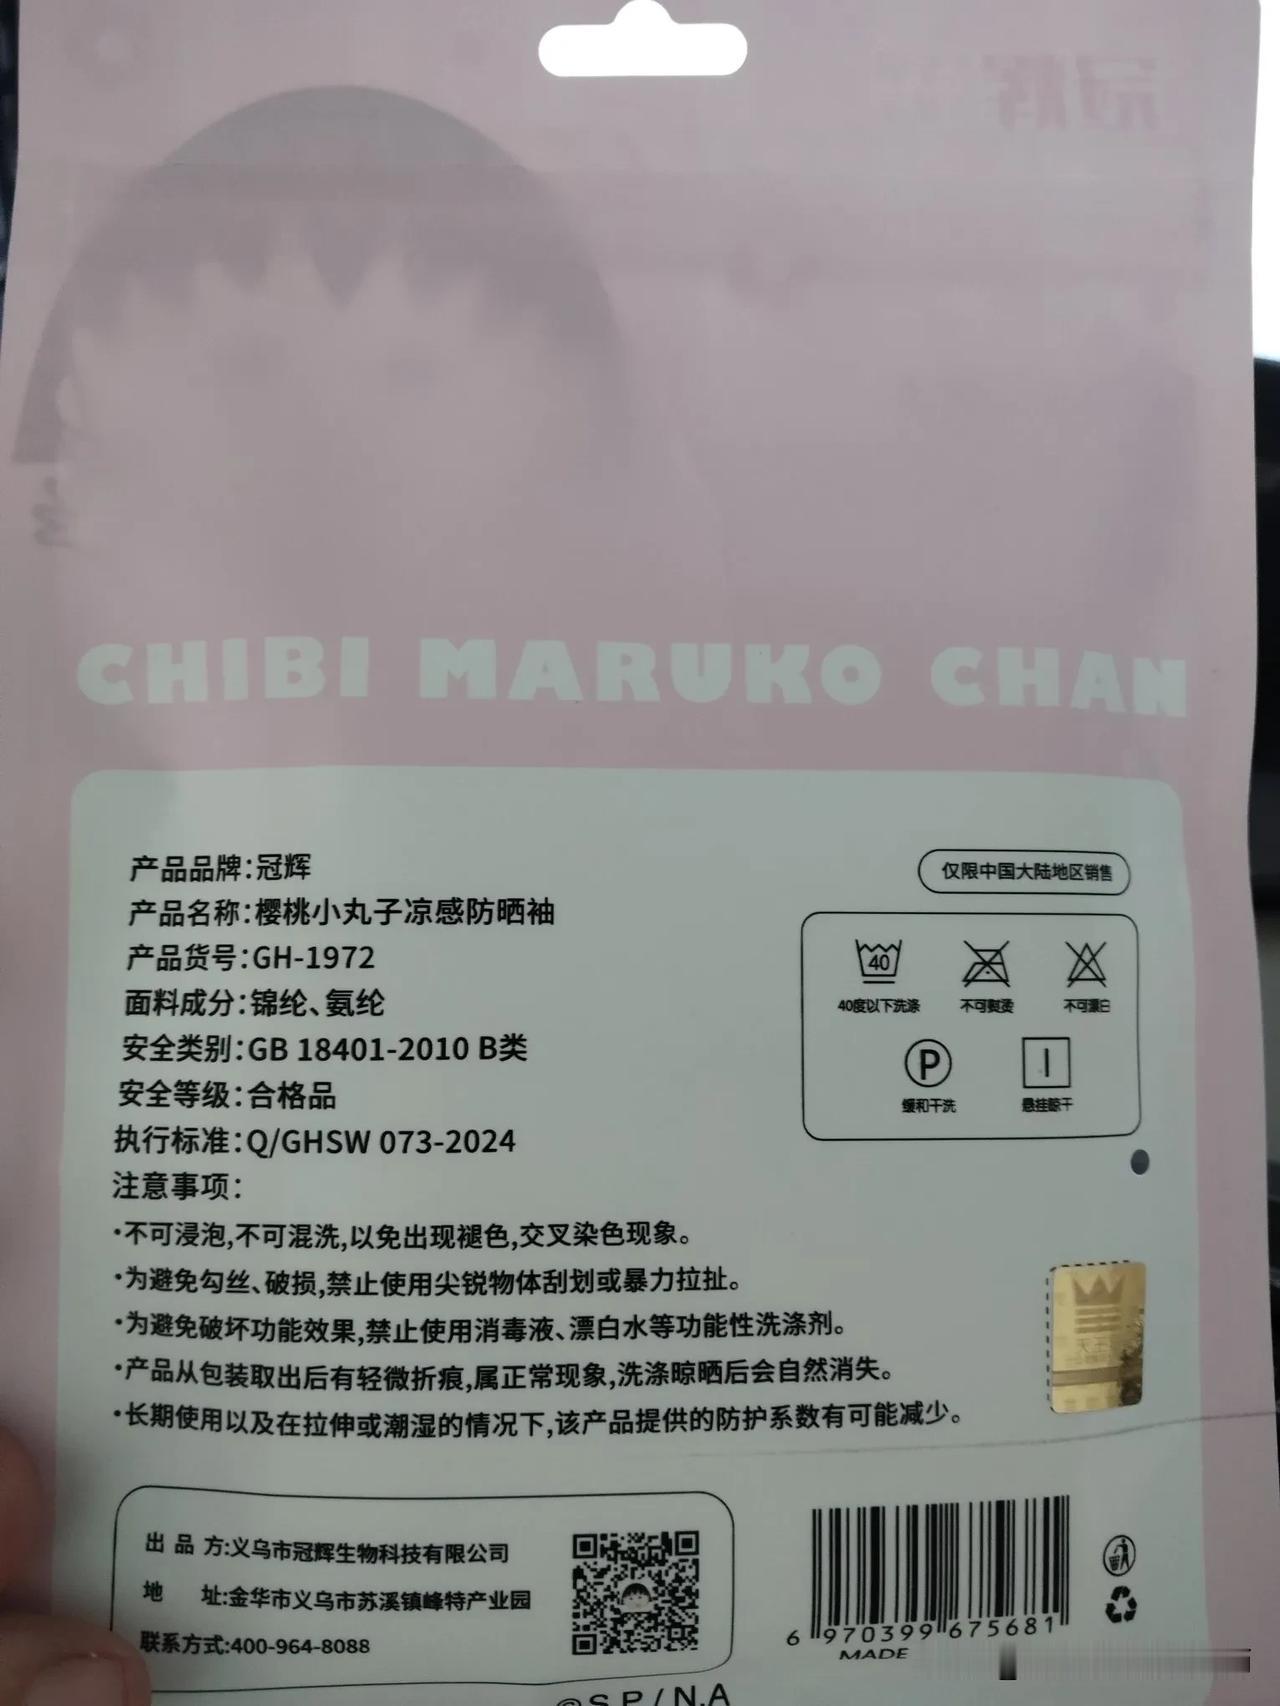 CHIBI MARUKO CHAN
产品品牌:冠辉
产品名称:樱桃小丸子凉感防晒袖
产品货号:GH-1972
面料成分:锦纶、氨纶
安全类别:GB 18401-2010 B类
安全等级:合格品
执行标准:Q/GHSW 073-2024
注意事项:
·不可浸泡,不可混洗,以免出现褪色,交叉染色现象。
·为避免勾丝、破损,禁止使用尖锐物体刮划或暴力拉扯。
·为避免破坏功能效果,禁止使用消毒液、漂白水等功能性洗涤剂。
·产品从包装取出后有轻微折痕,属正常现象,洗涤晾晒后会自然消失。
·长期使用以及在拉伸或潮湿的情况下,该产品提供的防护系数有可能减少。
仅限中国大陆地区销售
40
40度以下洗涤
不可熨烫
不可漂白
P
缓和干洗
悬挂晾干
出品方:义乌市冠辉生物科技有限公司
地址:金华市义乌市苏溪镇峰特产业园
联系方式:400-964-8088
6 970399 675681
MADE
©S.P/N.A